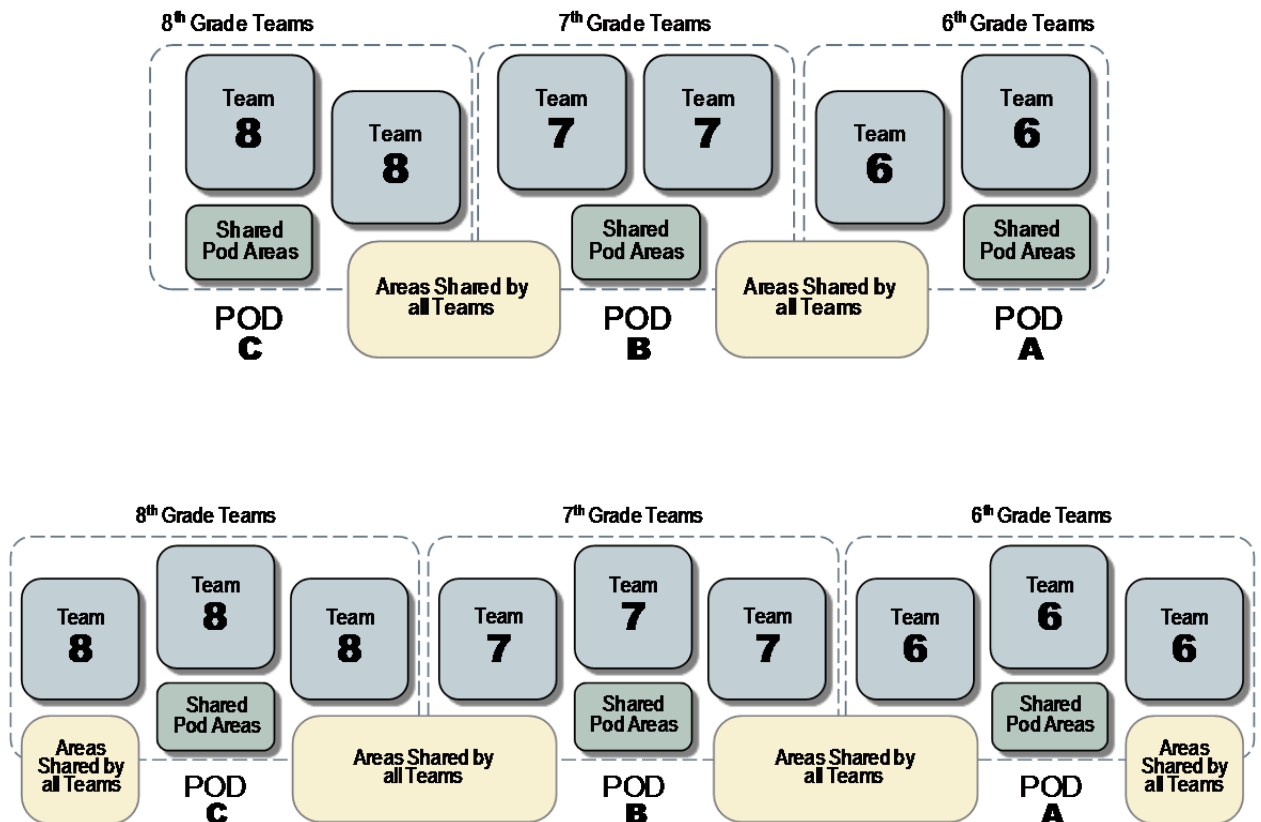 8th Grade Teams
7th Grade Teams
6th Grade Teams
Team
8
Team
8
Team
7
Team
7
Team
6
Team
6
Shared
Pod Areas
Shared
Pod Areas
Shared
Pod Areas
Areas Shared by
all Teams
Areas Shared by
all Teams
POD
C
POD
B
POD
A
8th Grade Teams
7th Grade Teams
6th Grade Teams
Team
8
Team
8
Team
8
Team
7
Team
7
Team
7
Team
6
Team
6
Team
6
Shared
Pod Areas
Shared
Pod Areas
Shared
Pod Areas
Areas
Shared by
all Teams
Areas Shared by
all Teams
Areas Shared by
all Teams
Areas
Shared by
all Teams
POD
C
POD
B
POD
A